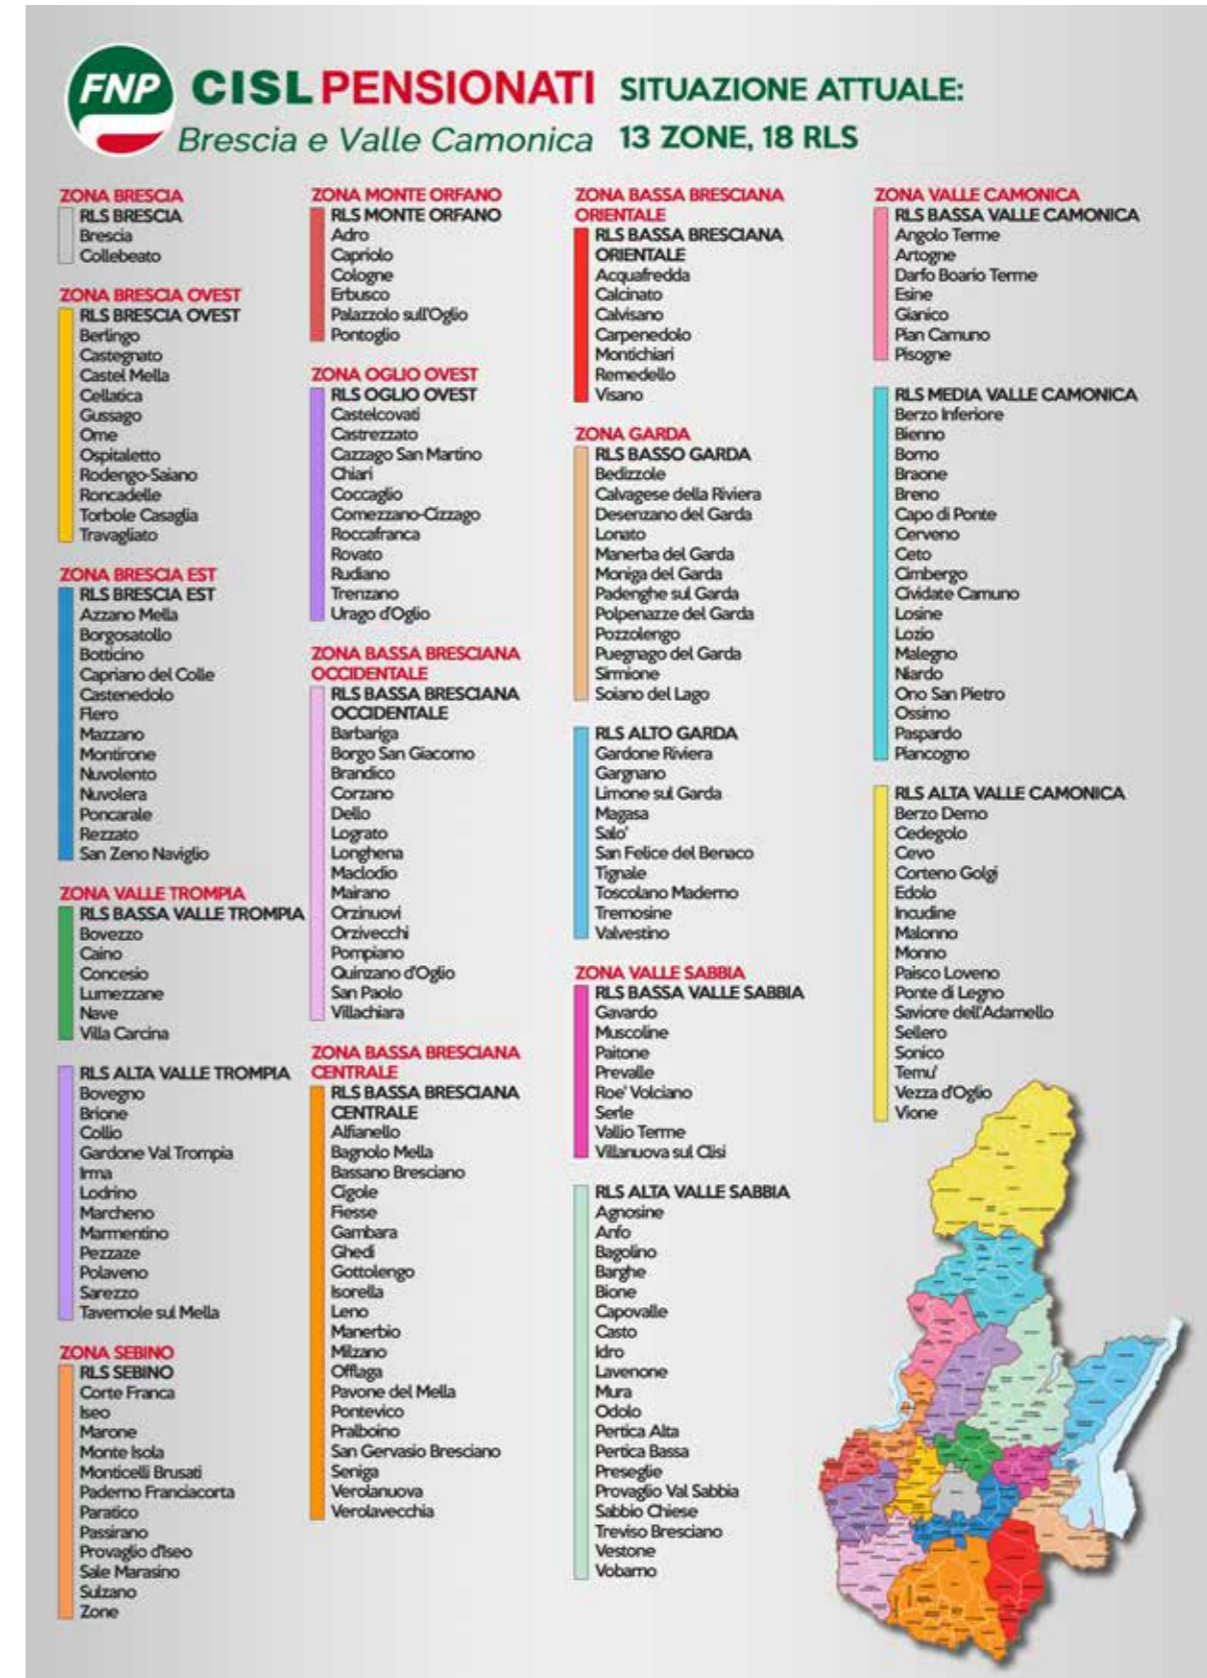 FNP
CISL PENSIONATI
Brescia e Valle Camonica
SITUAZIONE ATTUALE:
13 ZONE, 18 RLS
ZONA BRESCIA
RLS BRESCIA
Brescia
Collebeato
ZONA BRESCIA OVEST
RLS BRESCIA OVEST
Berlingo
Castegnato
Castel Mella
Cellatica
Gussago
Ome
Ospitaletto
Rodengo-Saiano
Roncadelle
Torbole Casaglia
Travagliato
ZONA BRESCIA EST
RLS BRESCIA EST
Azzano Mella
Borgosatollo
Botticino
Capriano del Colle
Castenedolo
Flero
Mazzano
Montirone
Nuvolento
Nuvolera
Poncarale
Rezzato
San Zeno Naviglio
ZONA VALLE TROMPIA
RLS BASSA VALLE TROMPIA
Bovezzo
Caino
Concesio
Lumezzane
Nave
Villa Carcina
RLS ALTA VALLE TROMPIA
Bovegno
Brione
Collio
Gardone Val Trompia
Irma
Lodrino
Marcheno
Marmentino
Pezzaze
Polaveno
Sarezzo
Tavernole sul Mella
ZONA SEBINO
RLS SEBINO
Corte Franca
Iseo
Marone
Monte Isola
Monticelli Brusati
Paderno Franciacorta
Paratico
Passirano
Provaglio d'Iseo
Sale Marasino
Sulzano
Zone
ZONA MONTE ORFANO
RLS MONTE ORFANO
Adro
Capriolo
Cologne
Erbusco
Palazzolo sull'Oglio
Pontoglio
ZONA OGLIO OVEST
RLS OGLIO OVEST
Castelcovati
Castrezzato
Cazzago San Martino
Chiari
Coccaglio
Comezzano-Cizzago
Roccafranca
Rovato
Rudiano
Trenzano
Urago d'Oglio
ZONA BASSA BRESCIANA
OCCIDENTALE
RLS BASSA BRESCIANA
OCCIDENTALE
Barbariga
Borgo San Giacomo
Brandico
Corzano
Dello
Lograto
Longhena
Maclodio
Mairano
Orzinuovi
Orzivecchi
Pompiano
Quinzano d'Oglio
San Paolo
Villachiara
ZONA BASSA BRESCIANA
CENTRALE
RLS BASSA BRESCIANA
CENTRALE
Alfianello
Bagnolo Mella
Bassano Bresciano
Cigole
Fiesse
Gambara
Ghedi
Gottolengo
Isorella
Leno
Manerbio
Milzano
Offlaga
Pavone del Mella
Pontevico
Pralboino
San Gervasio Bresciano
Seniga
Verolanuova
Verolavecchia
ZONA BASSA BRESCIANA
ORIENTALE
RLS BASSA BRESCIANA
ORIENTALE
Acquafredda
Calcinato
Calvisano
Carpenedolo
Montichiari
Remedello
Visano
ZONA GARDA
RLS BASSO GARDA
Bedizzole
Calvagese della Riviera
Desenzano del Garda
Lonato
Manerba del Garda
Moniga del Garda
Padenghe sul Garda
Polpenazze del Garda
Pozzolengo
Puegnago del Garda
Sirmione
Soiano del Lago
RLS ALTO GARDA
Gardone Riviera
Gargnano
Limone sul Garda
Magasa
Salo'
San Felice del Benaco
Tignale
Toscolano Maderno
Tremosine
Valvestino
ZONA VALLE SABBIA
RLS BASSA VALLE SABBIA
Gavardo
Muscoline
Paitone
Prevalle
Roe' Volciano
Serle
Vallio Terme
Villanuova sul Clisi
RLS ALTA VALLE SABBIA
Agnosine
Anfo
Bagolino
Barghe
Bione
Capovalle
Casto
Idro
Lavenone
Mura
Odolo
Pertica Alta
Pertica Bassa
Preseglie
Provaglio Val Sabbia
Sabbio Chiese
Treviso Bresciano
Vestone
Vobarno
ZONA VALLE CAMONICA
RLS BASSA VALLE CAMONICA
Angolo Terme
Artogne
Darfo Boario Terme
Esine
Gianico
Pian Camuno
Pisogne
RLS MEDIA VALLE CAMONICA
Berzo Inferiore
Bienno
Borno
Braone
Breno
Capo di Ponte
Cerveno
Ceto
Cimbergo
Cividate Camuno
Losine
Lozio
Malegno
Niardo
Ono San Pietro
Ossimo
Paspardo
Piancogno
RLS ALTA VALLE CAMONICA
Berzo Demo
Cedegolo
Cevo
Corteno Golgi
Edolo
Incudine
Malonno
Monno
Paisco Loveno
Ponte di Legno
Saviore dell'Adamello
Sellero
Sonico
Temu'
Vezza d'Oglio
Vione